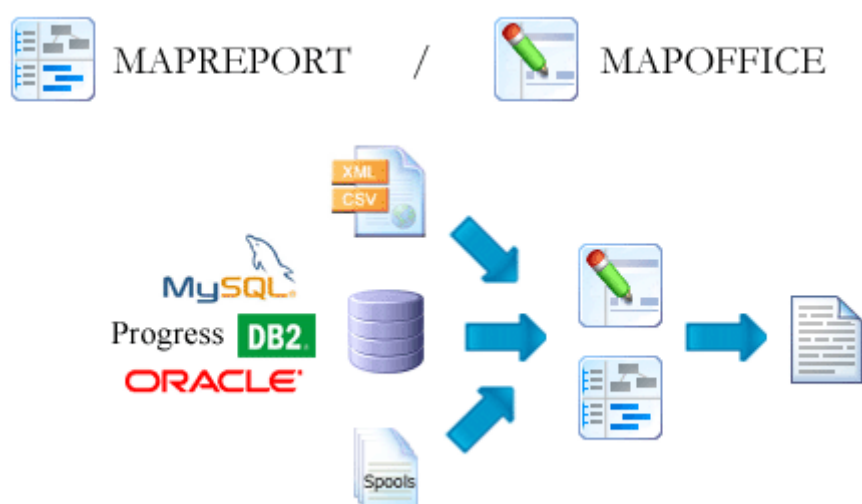 MAPREPORT / MAPOFFICE
XML
CSV
MySQL®
Progress DB2.
ORACLE®
Spools